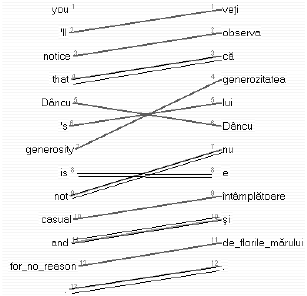 you 1 1 veţi
'll 2 2 observa
notice 3 3 că
that 4 4 generozitatea
Dâncu 5 5 lui
's 6 6 Dâncu
generosity 7 7 nu
is 8 8 e
not 9 9 întâmplătoare
casual 10 10 şi
and 11 11 de_florile_mărului
for_no_reason 12 12 .
. 13